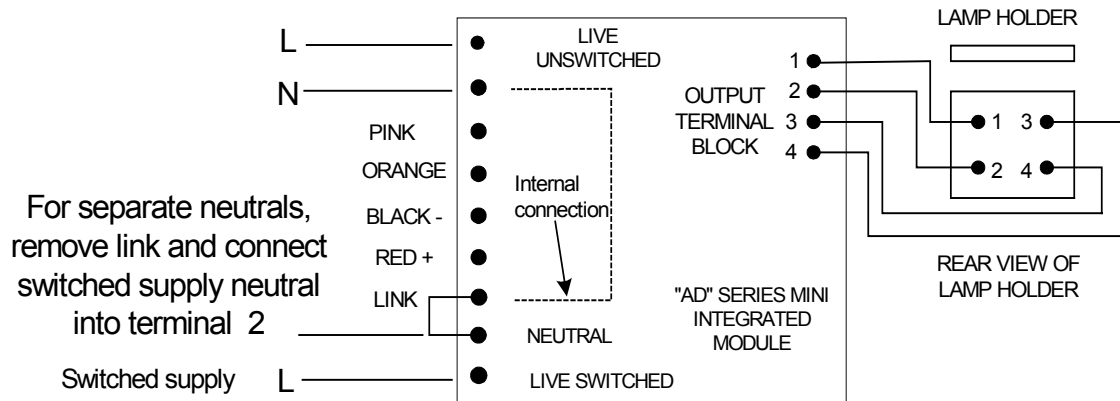 L
N
PINK
ORANGE
BLACK -
RED +
LINK
For separate neutrals,
remove link and connect
switched supply neutral
into terminal 2
Switched supply L
LIVE
UNSWITCHED
Internal
connection
NEUTRAL
LIVE SWITCHED
OUTPUT
TERMINAL
BLOCK
1
2
3
4
"AD" SERIES MINI
INTEGRATED
MODULE
LAMP HOLDER
1 3
2 4
REAR VIEW OF
LAMP HOLDER